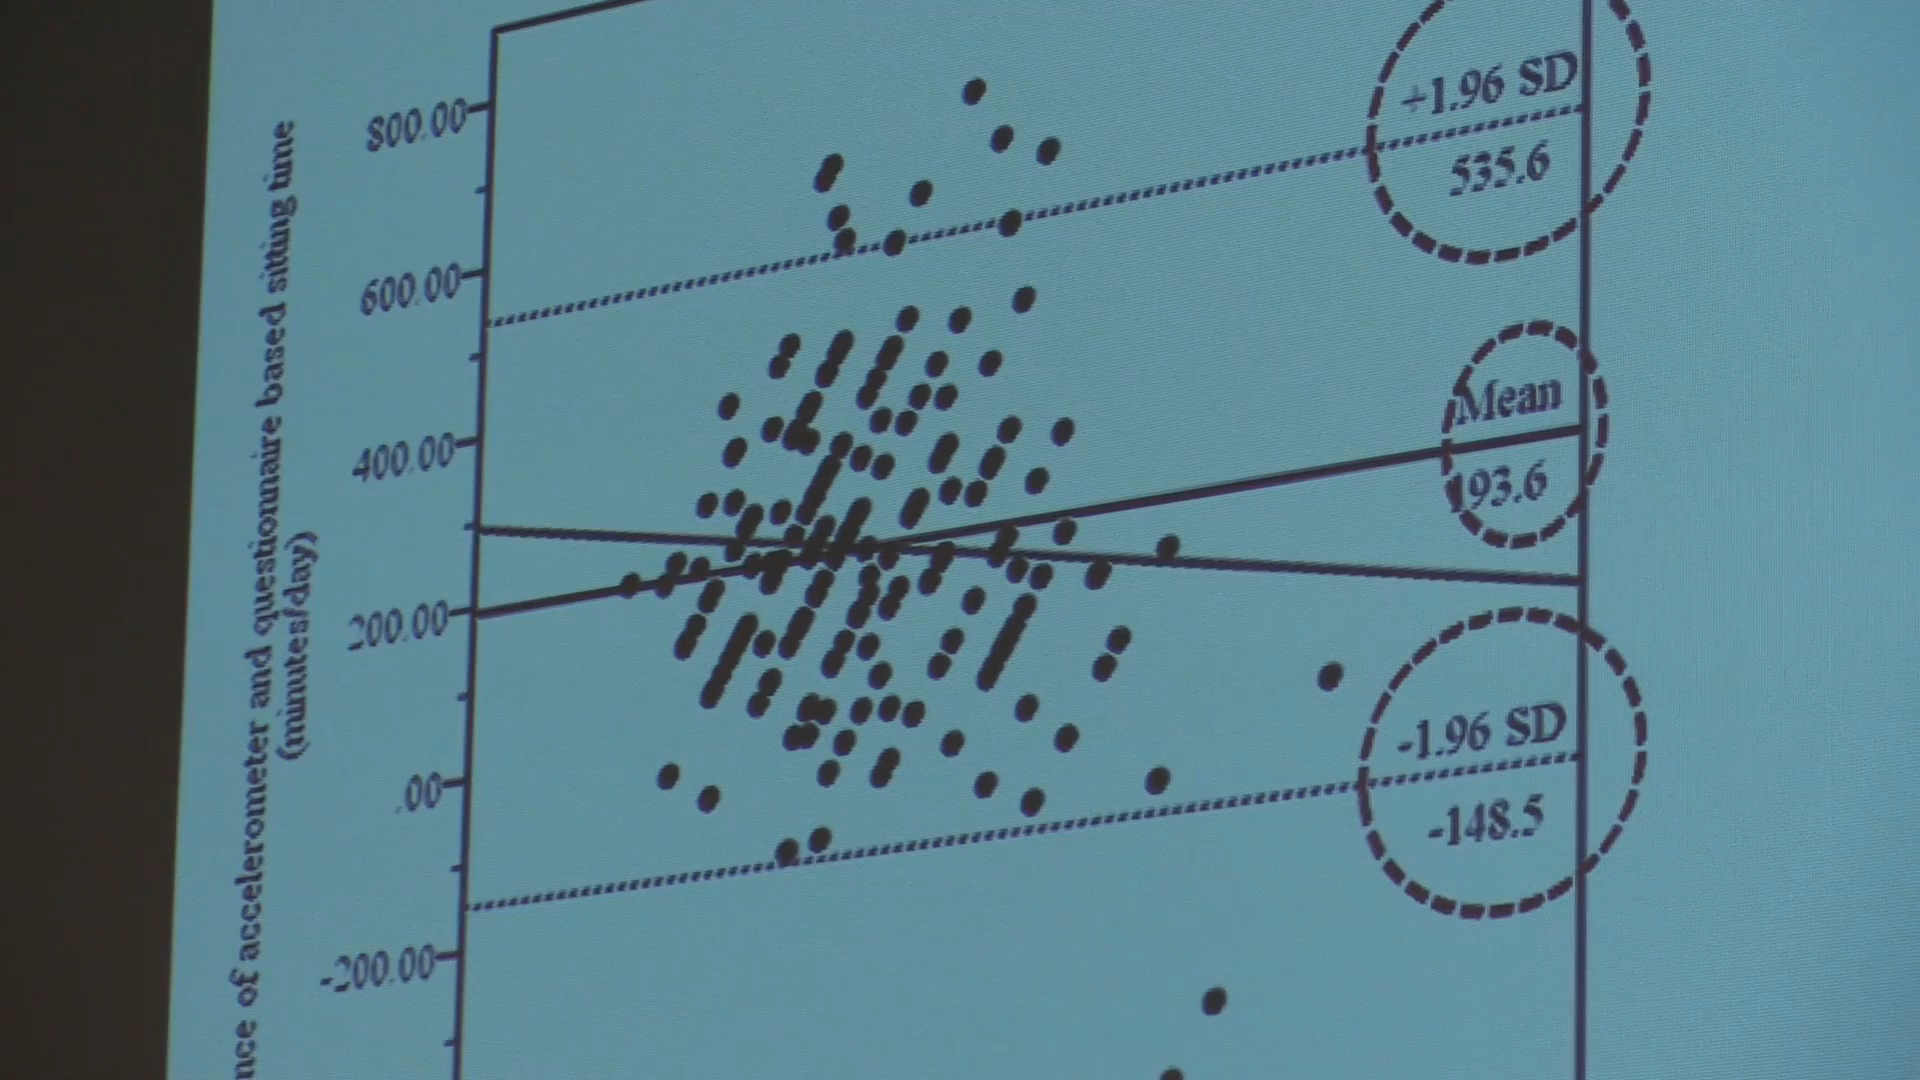 nce of accelerometer and questionnaire based sitting time
(minutes/day)
800.00
600.00
400.00
200.00
.00
-200.00
+1.96 SD
535.6
Mean
193.6
-1.96 SD
-148.5